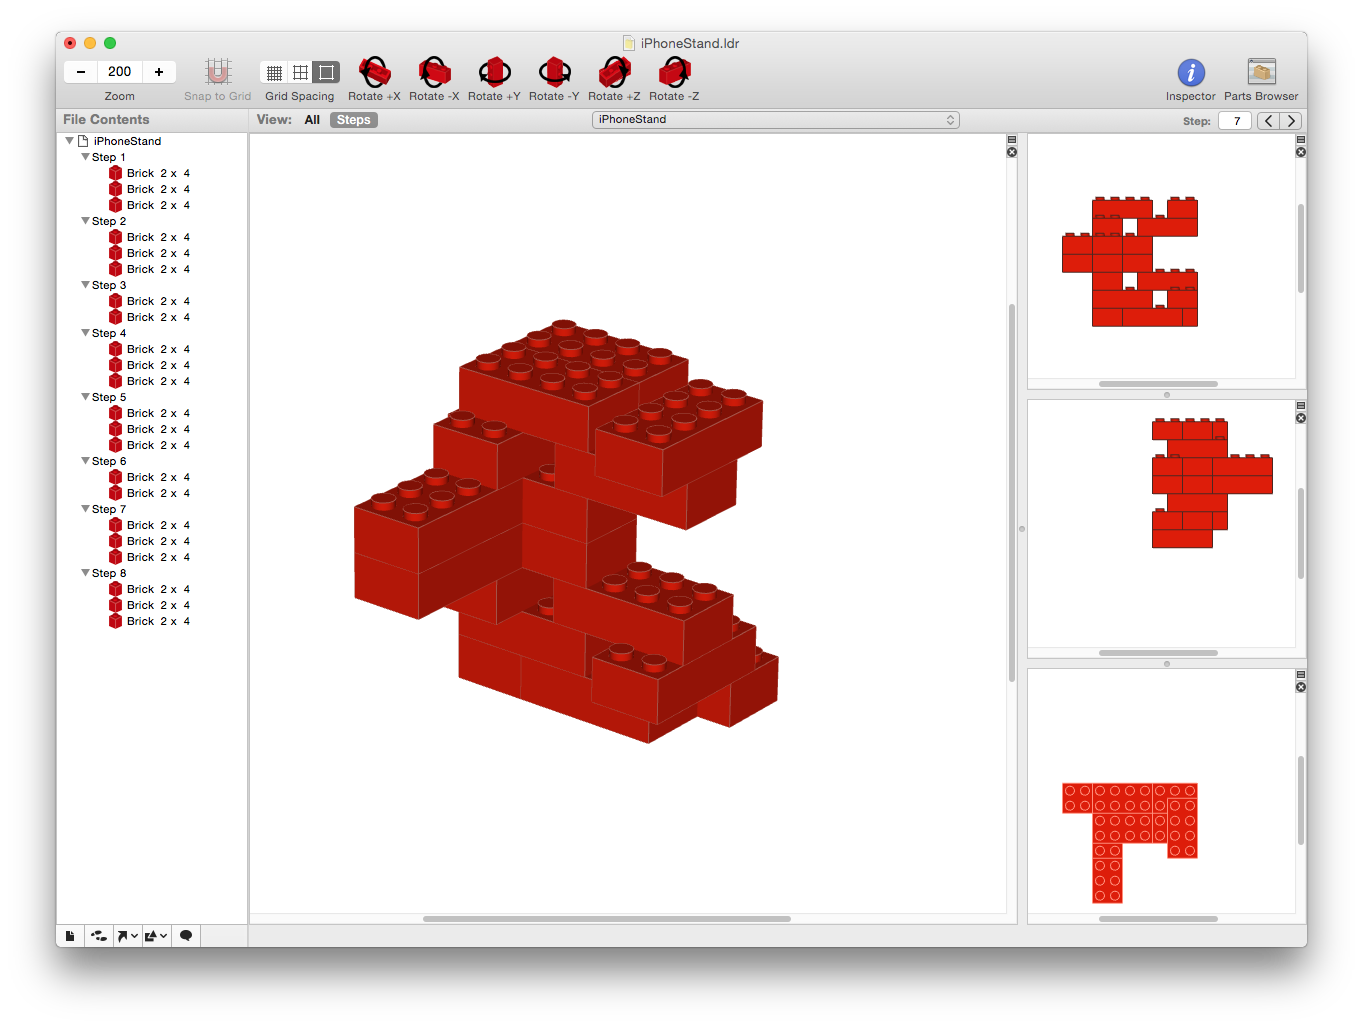 iPhoneStand.ldr
− 200 +
Zoom
Snap to Grid
Grid Spacing
Rotate +X
Rotate -X
Rotate +Y
Rotate -Y
Rotate +Z
Rotate -Z
Inspector
Parts Browser
File Contents
View: All Steps
iPhoneStand
Step: 7
iPhoneStand
Step 1
Brick 2 x 4
Brick 2 x 4
Brick 2 x 4
Step 2
Brick 2 x 4
Brick 2 x 4
Brick 2 x 4
Step 3
Brick 2 x 4
Brick 2 x 4
Step 4
Brick 2 x 4
Brick 2 x 4
Brick 2 x 4
Step 5
Brick 2 x 4
Brick 2 x 4
Brick 2 x 4
Step 6
Brick 2 x 4
Brick 2 x 4
Step 7
Brick 2 x 4
Brick 2 x 4
Brick 2 x 4
Step 8
Brick 2 x 4
Brick 2 x 4
Brick 2 x 4